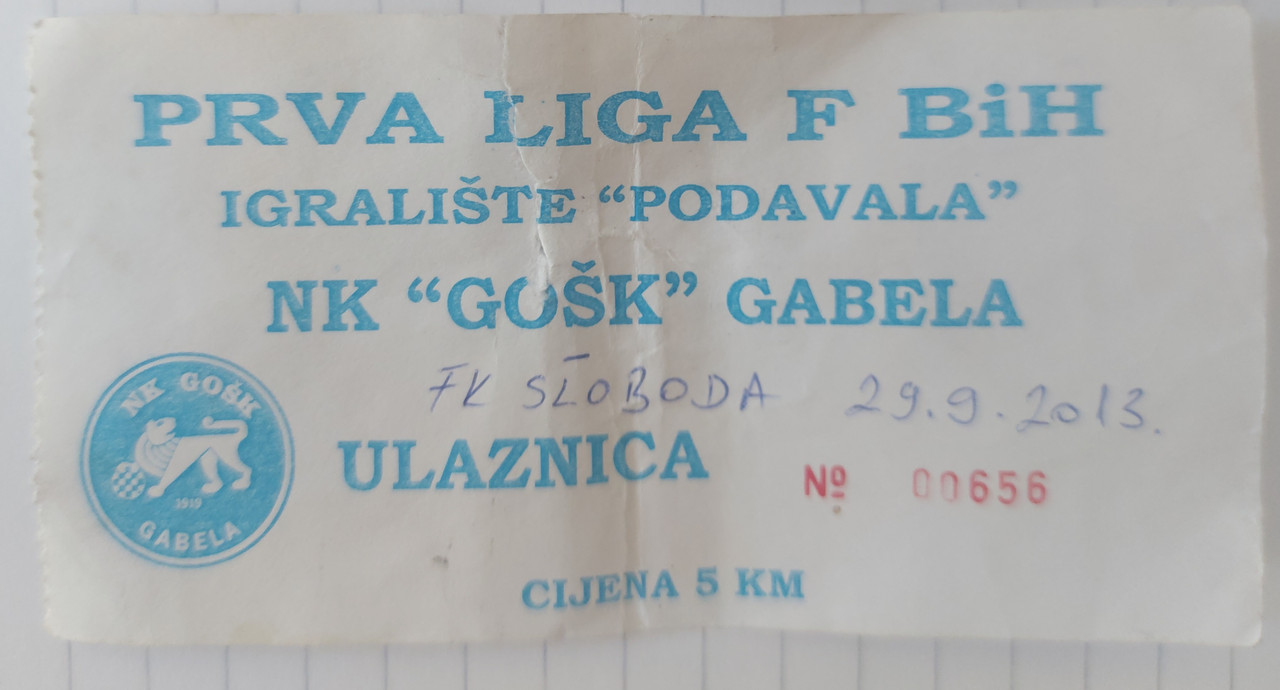 PRVA LIGA F BiH
IGRALIŠTE “PODAVALA”
NK “GOŠK” GABELA
- 
FK SLOBODA 29.9.2013.
NK GOŠK
1919
GABELA
ULAZNICA
Nº 00656
CIJENA 5 KM